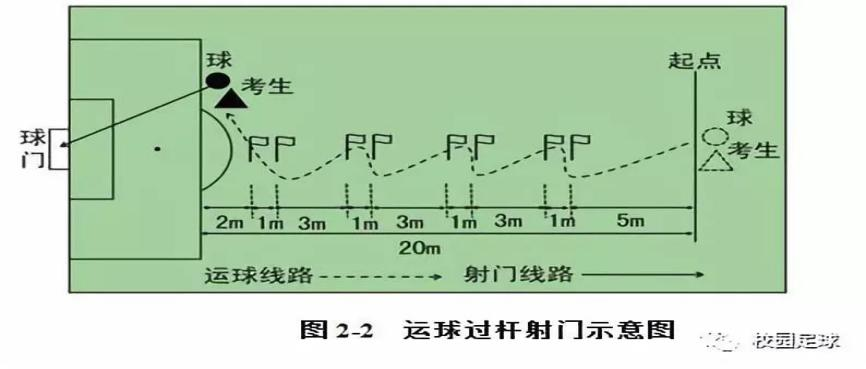 球
考生
起点
球
门
球
考生
2m 1m 3m 1m 3m 1m 3m 1m 5m
20m
运球线路 射门线路
图 2-2 运球过杆射门示意图
校园足球